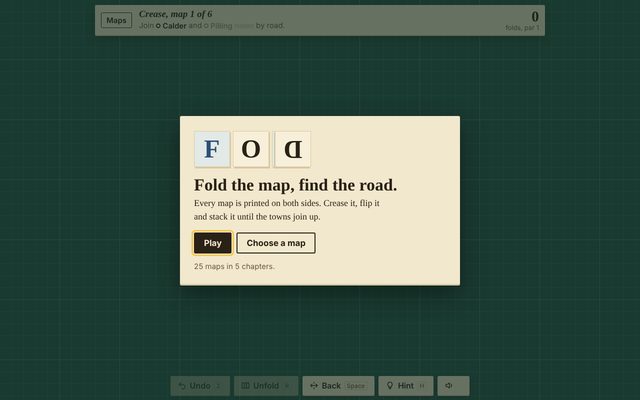 Maps
Crease, map 1 of 6
Join Calder and Pilling by road.
0
folds, par 1
F O D
Fold the map, find the road.
Every map is printed on both sides. Crease it, flip it
and stack it until the towns join up.
Play
Choose a map
25 maps in 5 chapters.
Undo Z
Unfold R
Back Space
Hint H